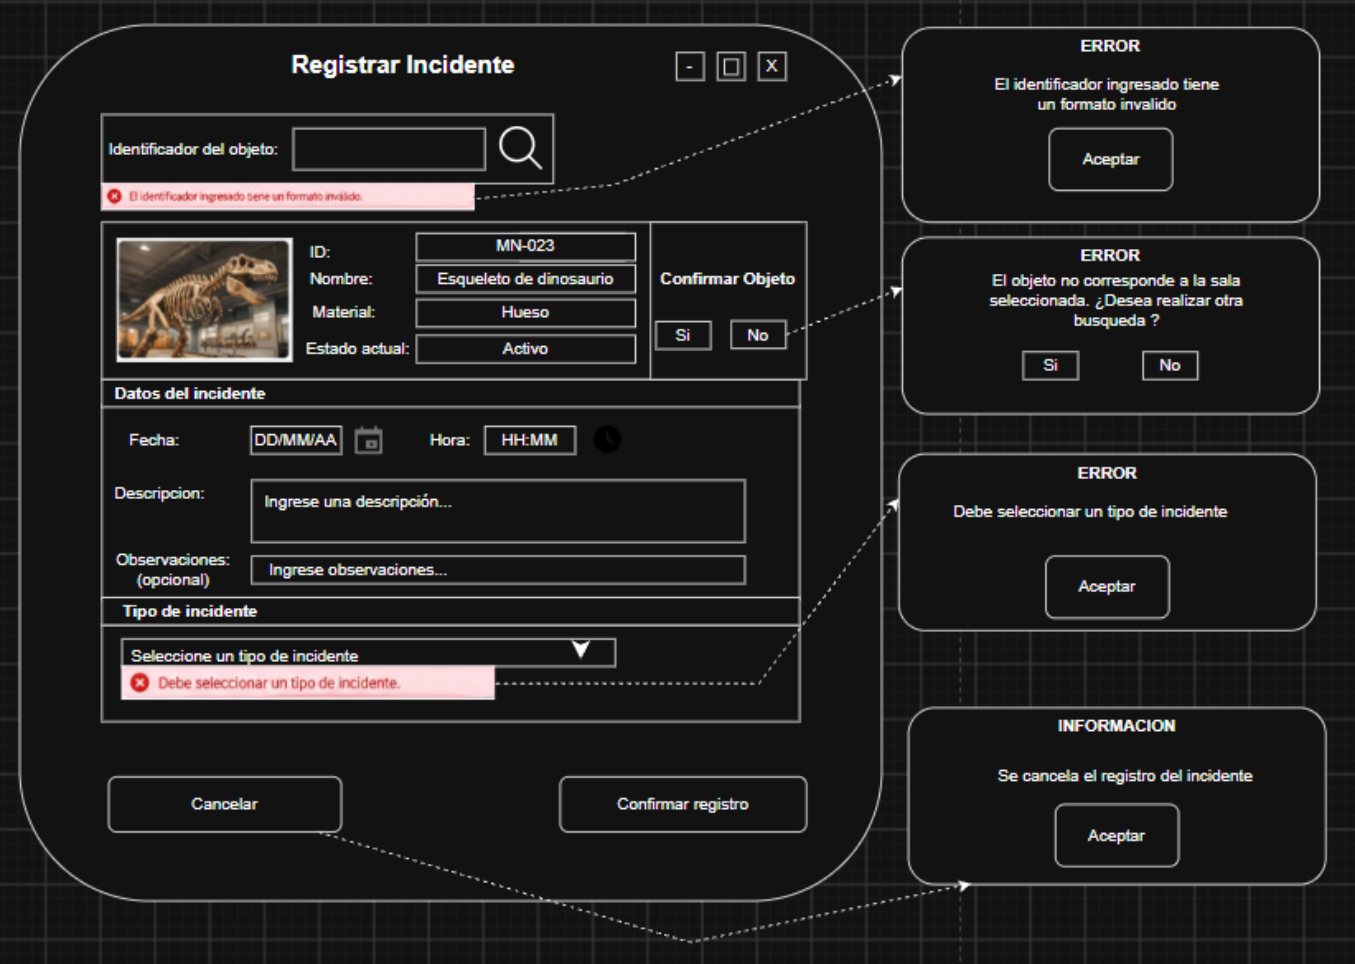 Registrar Incidente
- X
Identificador del objeto:
El identificador ingresado tiene un formato inválido.
ID: MN-023
Nombre: Esqueleto de dinosaurio
Material: Hueso
Estado actual: Activo
Confirmar Objeto
Si No
Datos del incidente
Fecha: DD/MM/AA Hora: HH:MM
Descripcion: Ingrese una descripción...
Observaciones:
(opcional)
Ingrese observaciones...
Tipo de incidente
Seleccione un tipo de incidente
Debe seleccionar un tipo de incidente.
Cancelar Confirmar registro
ERROR
El identificador ingresado tiene
un formato invalido
Aceptar
ERROR
El objeto no corresponde a la sala
seleccionada. ¿Desea realizar otra
busqueda ?
Si No
ERROR
Debe seleccionar un tipo de incidente
Aceptar
INFORMACION
Se cancela el registro del incidente
Aceptar